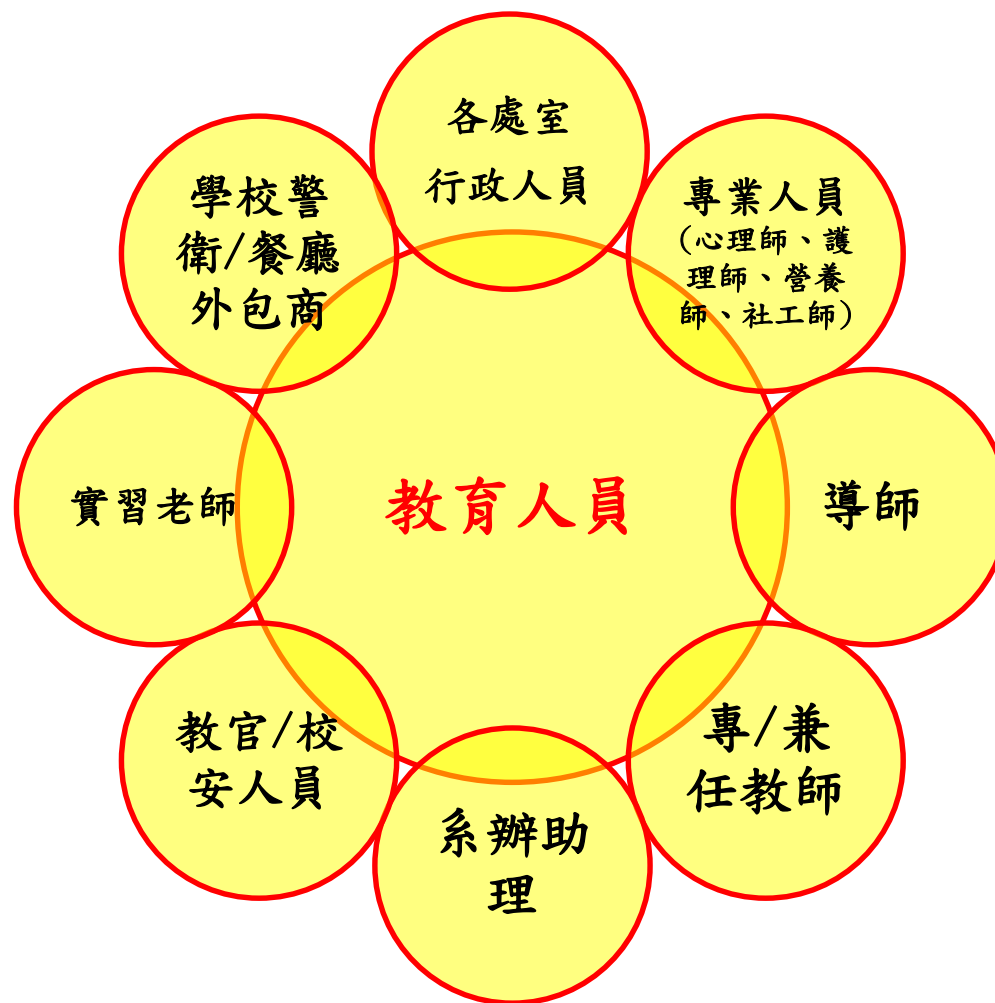 各處室
行政人員
專業人員
(心理師、護
理師、營養
師、社工師)
導師
專/兼
任教師
系辦助
理
教官/校
安人員
實習老師
學校警
衛/餐廳
外包商
教育人員